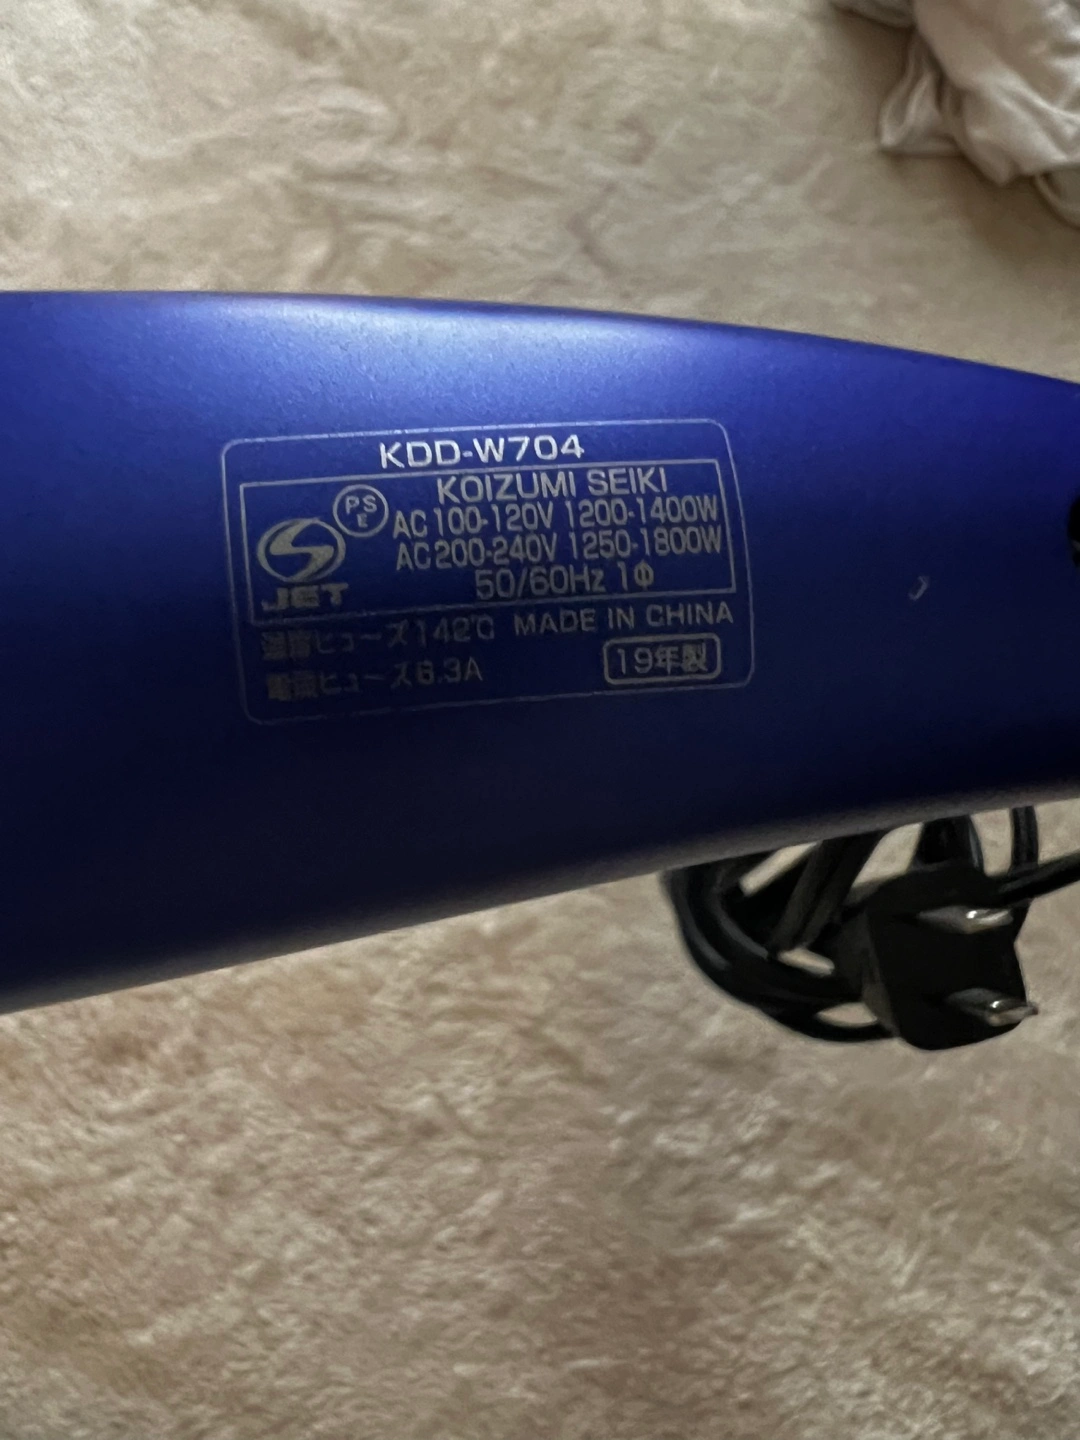 KDD-W704
KOIZUMI SEIKI
PS
E
AC 100-120V 1200-1400W
AC200-240V 1250-1800W
50/60Hz 1Φ
JET
温度ヒューズ142℃ MADE IN CHINA
電流ヒューズ6.3A
19年製